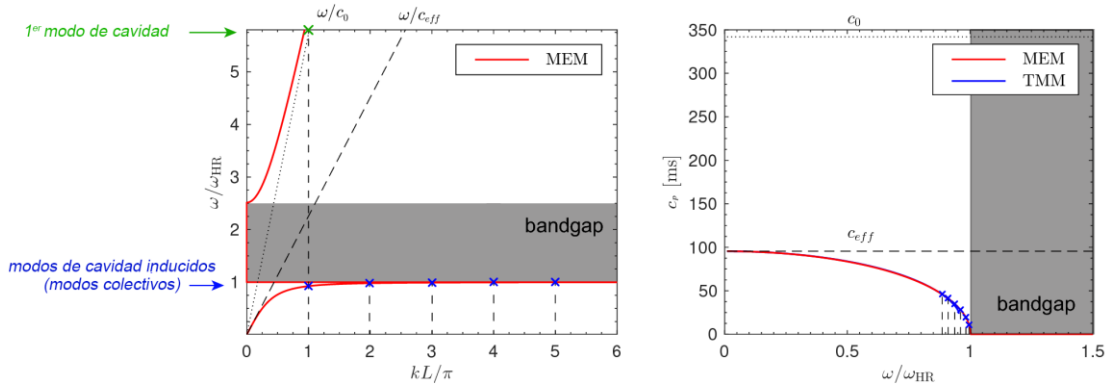 1er modo de cavidad
modos de cavidad inducidos
(modos colectivos)
ω/c0
ω/ceff
MEM
bandgap
ω/ωHR
5
4
3
2
1
0
0 1 2 3 4 5 6
kL/π
c0
MEM
TMM
ceff
bandgap
cp [ms]
350
300
250
200
150
100
50
0
0 0.5 1 1.5
ω/ωHR